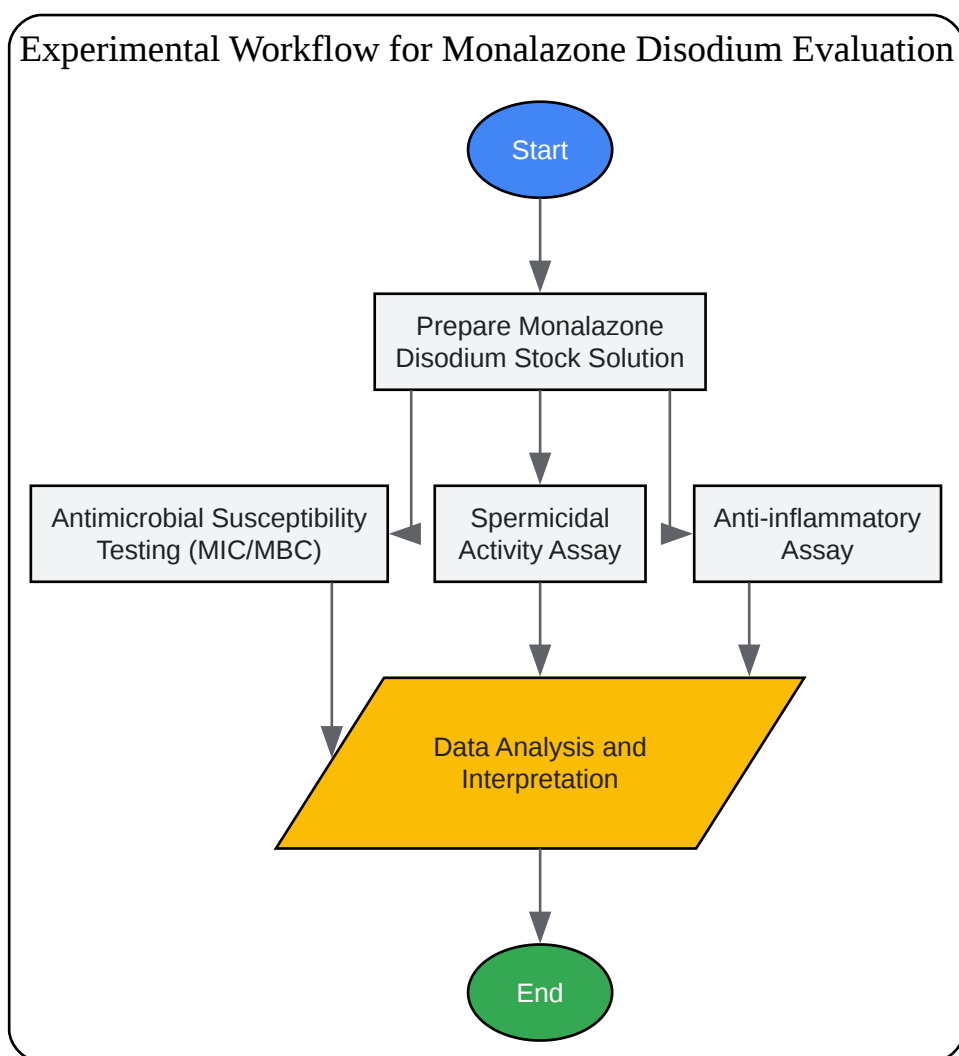 Experimental Workflow for Monalazone Disodium Evaluation
Start
Prepare Monalazone
Disodium Stock Solution
Antimicrobial Susceptibility
Testing (MIC/MBC)
Spermicidal
Activity Assay
Anti-inflammatory
Assay
Data Analysis and
Interpretation
End